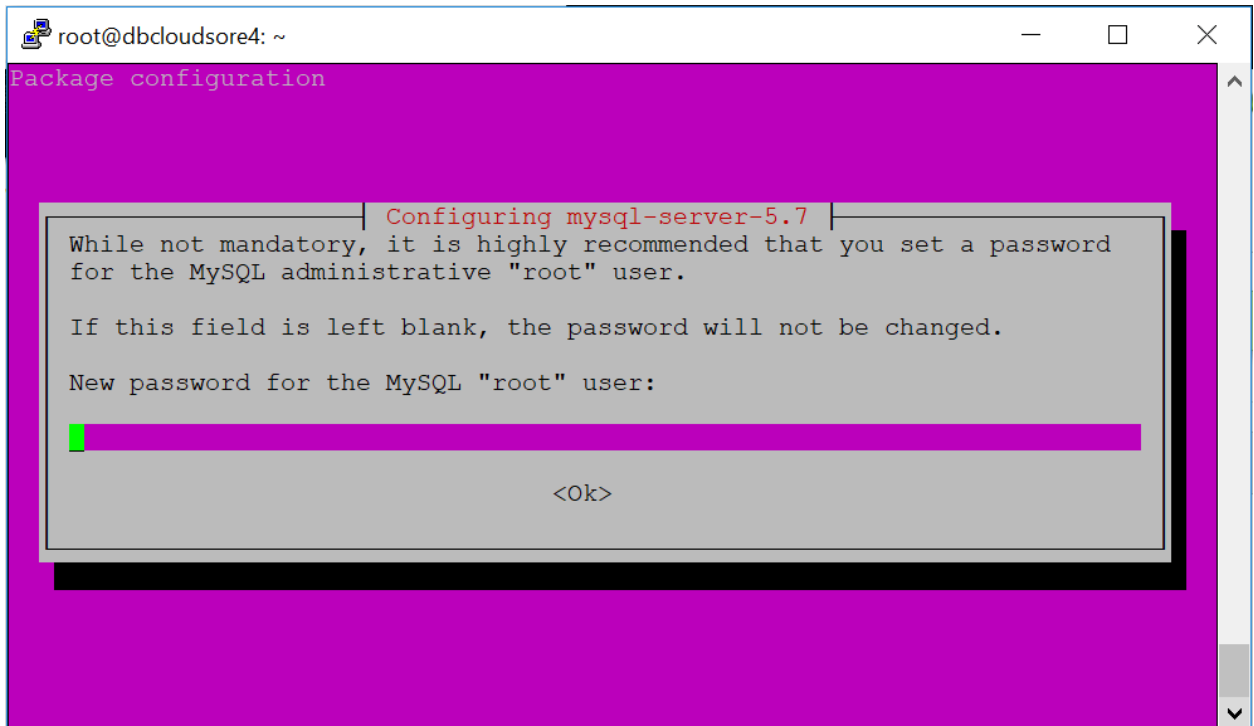 root@dbcloudsore4: ~
Package configuration
Configuring mysql-server-5.7
While not mandatory, it is highly recommended that you set a password
for the MySQL administrative "root" user.
If this field is left blank, the password will not be changed.
New password for the MySQL "root" user:
<Ok>